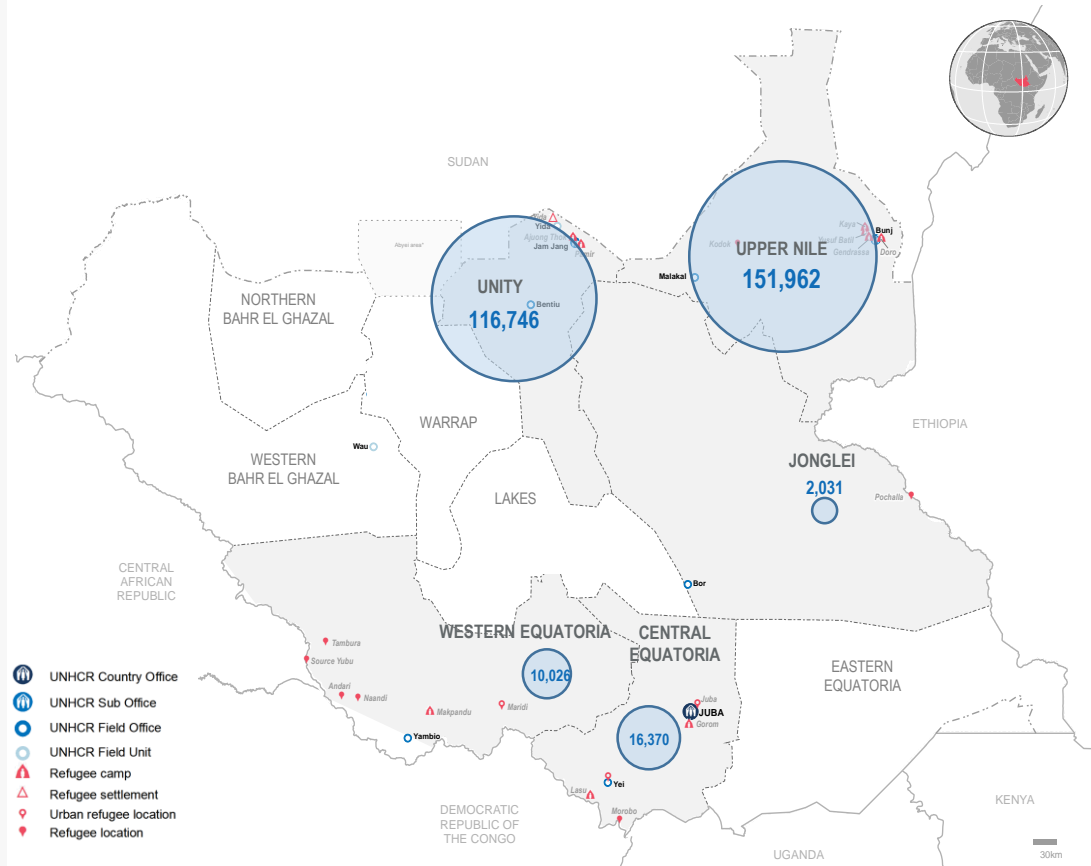 SUDAN
Yida
Yida
Ajuong Thok
Jam Jang
Pamir
Abyei area*
UNITY
116,746
Bentiu
Kaya
Bunj
Yusuf Batil
Gendrassa
Doro
Kodok
UPPER NILE
151,962
Malakal
NORTHERN
BAHR EL GHAZAL
WARRAP
Wau
WESTERN
BAHR EL GHAZAL
LAKES
ETHIOPIA
JONGLEI
2,031
Pochalla
CENTRAL
AFRICAN
REPUBLIC
Bor
WESTERN EQUATORIA
10,026
CENTRAL
EQUATORIA
16,370
EASTERN
EQUATORIA
Tambura
Source Yubu
Andari
Naandi
Makpandu
Maridi
Yambio
Juba
JUBA
Gorom
Yei
Lasu
Morobo
UNHCR Country Office
UNHCR Sub Office
UNHCR Field Office
UNHCR Field Unit
Refugee camp
Refugee settlement
Urban refugee location
Refugee location
DEMOCRATIC
REPUBLIC OF
THE CONGO
UGANDA
KENYA
30km